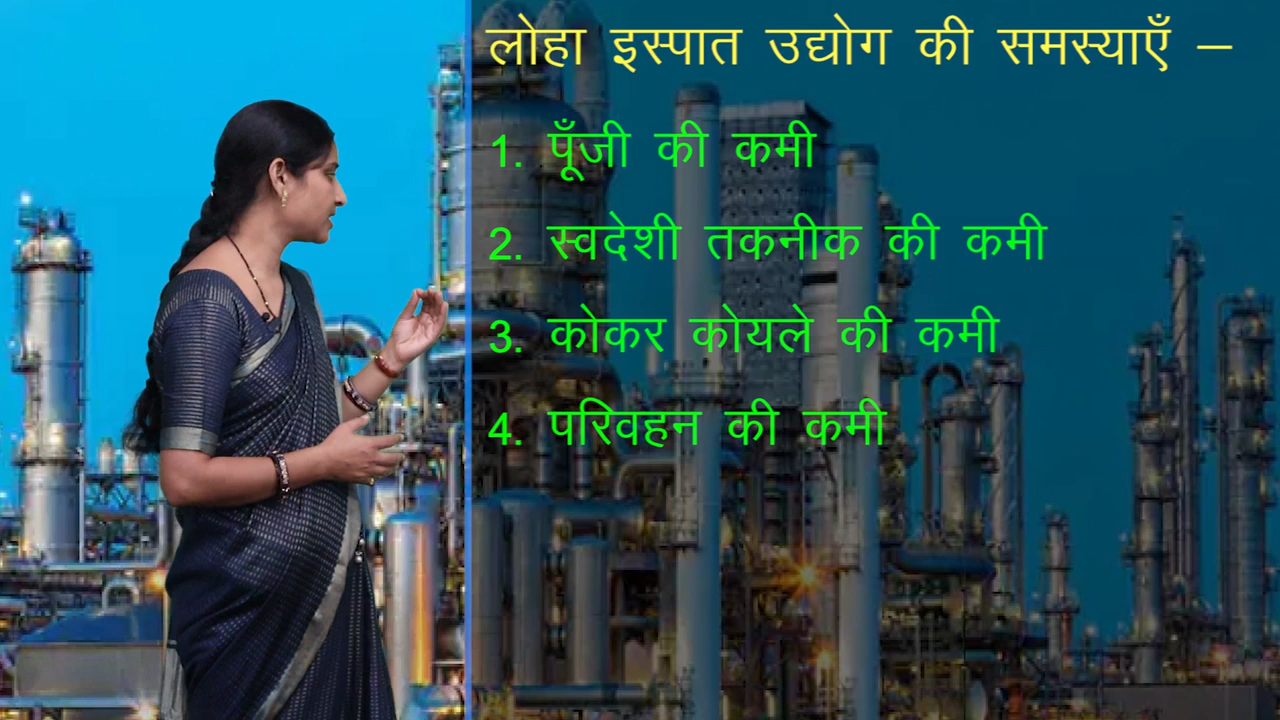 लोहा इस्पात उद्योग की समस्याएँ –
1. पूँजी की कमी
2. स्वदेशी तकनीक की कमी
3. कोकर कोयले की कमी
4. परिवहन की कमी